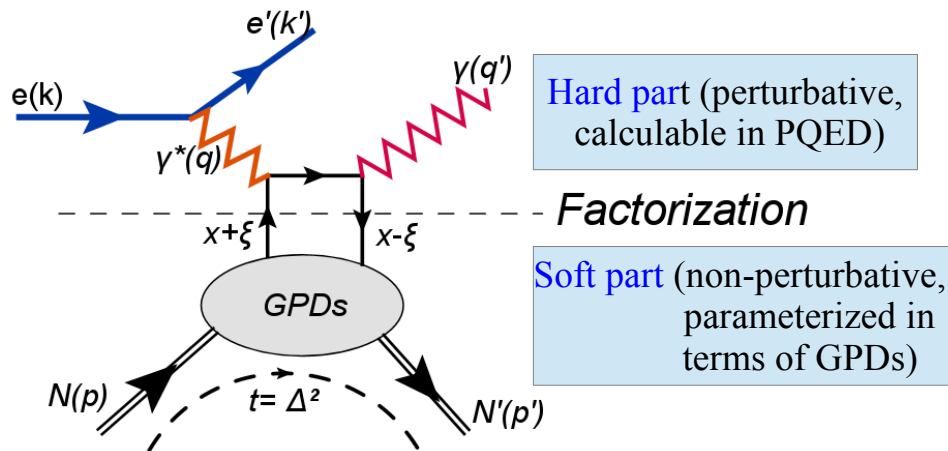 e'(k')
e(k)
γ(q')
γ*(q)
Hard part (perturbative,
calculable in PQED)
Factorization
x+ξ
x-ξ
GPDs
Soft part (non-perturbative,
parameterized in
terms of GPDs)
N(p)
t= Δ²
N'(p')